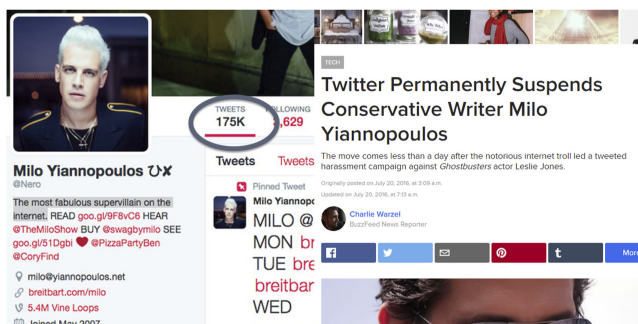 TWEETS
175K
FOLLOWING
,629
Milo Yiannopoulos
@Nero
The most fabulous supervillain on the
internet. READ goo.gl/9F8vC6 HEAR
@TheMiloShow BUY @swagbymilo SEE
goo.gl/51Dgbi ❤ @PizzaPartyBen
@CoryFind
milo@yiannopoulos.net
breitbart.com/milo
5.4M Vine Loops
Joined May 2007
Tweets
Tweets
Pinned Tweet
Milo Yiannopo
MILO @
MON br
TUE bre
breitbar
WED
TECH
Twitter Permanently Suspends
Conservative Writer Milo
Yiannopoulos
The move comes less than a day after the notorious internet troll led a tweeted
harassment campaign against Ghostbusters actor Leslie Jones.
Originally posted on July 20, 2016, at 3:09 a.m.
Updated on July 20, 2016, at 7:13 a.m.
Charlie Warzel
BuzzFeed News Reporter
More